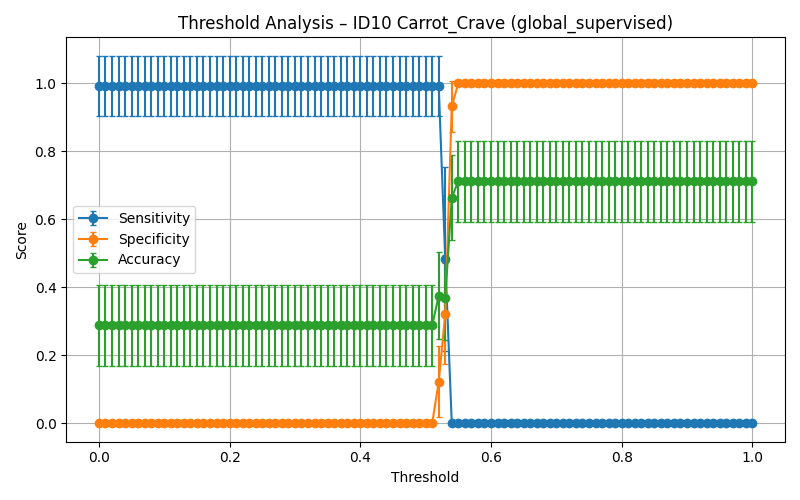 Threshold Analysis – ID10 Carrot_Crave (global_supervised)
1.0
0.8
0.6
0.4
0.2
0.0
Score
Sensitivity
Specificity
Accuracy
0.0 0.2 0.4 0.6 0.8 1.0
Threshold